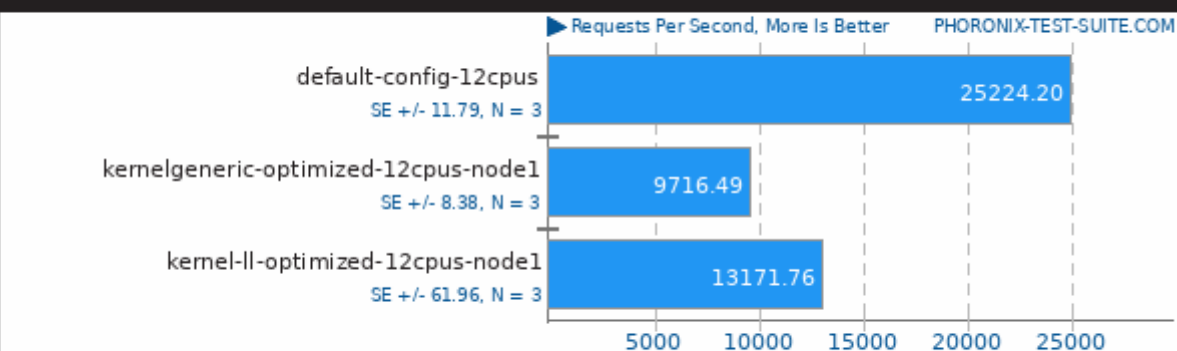 ▶ Requests Per Second, More Is Better PHORONIX-TEST-SUITE.COM
default-config-12cpus
SE +/- 11.79, N = 3
25224.20
kernelgeneric-optimized-12cpus-node1
SE +/- 8.38, N = 3
9716.49
kernel-ll-optimized-12cpus-node1
SE +/- 61.96, N = 3
13171.76
5000 10000 15000 20000 25000